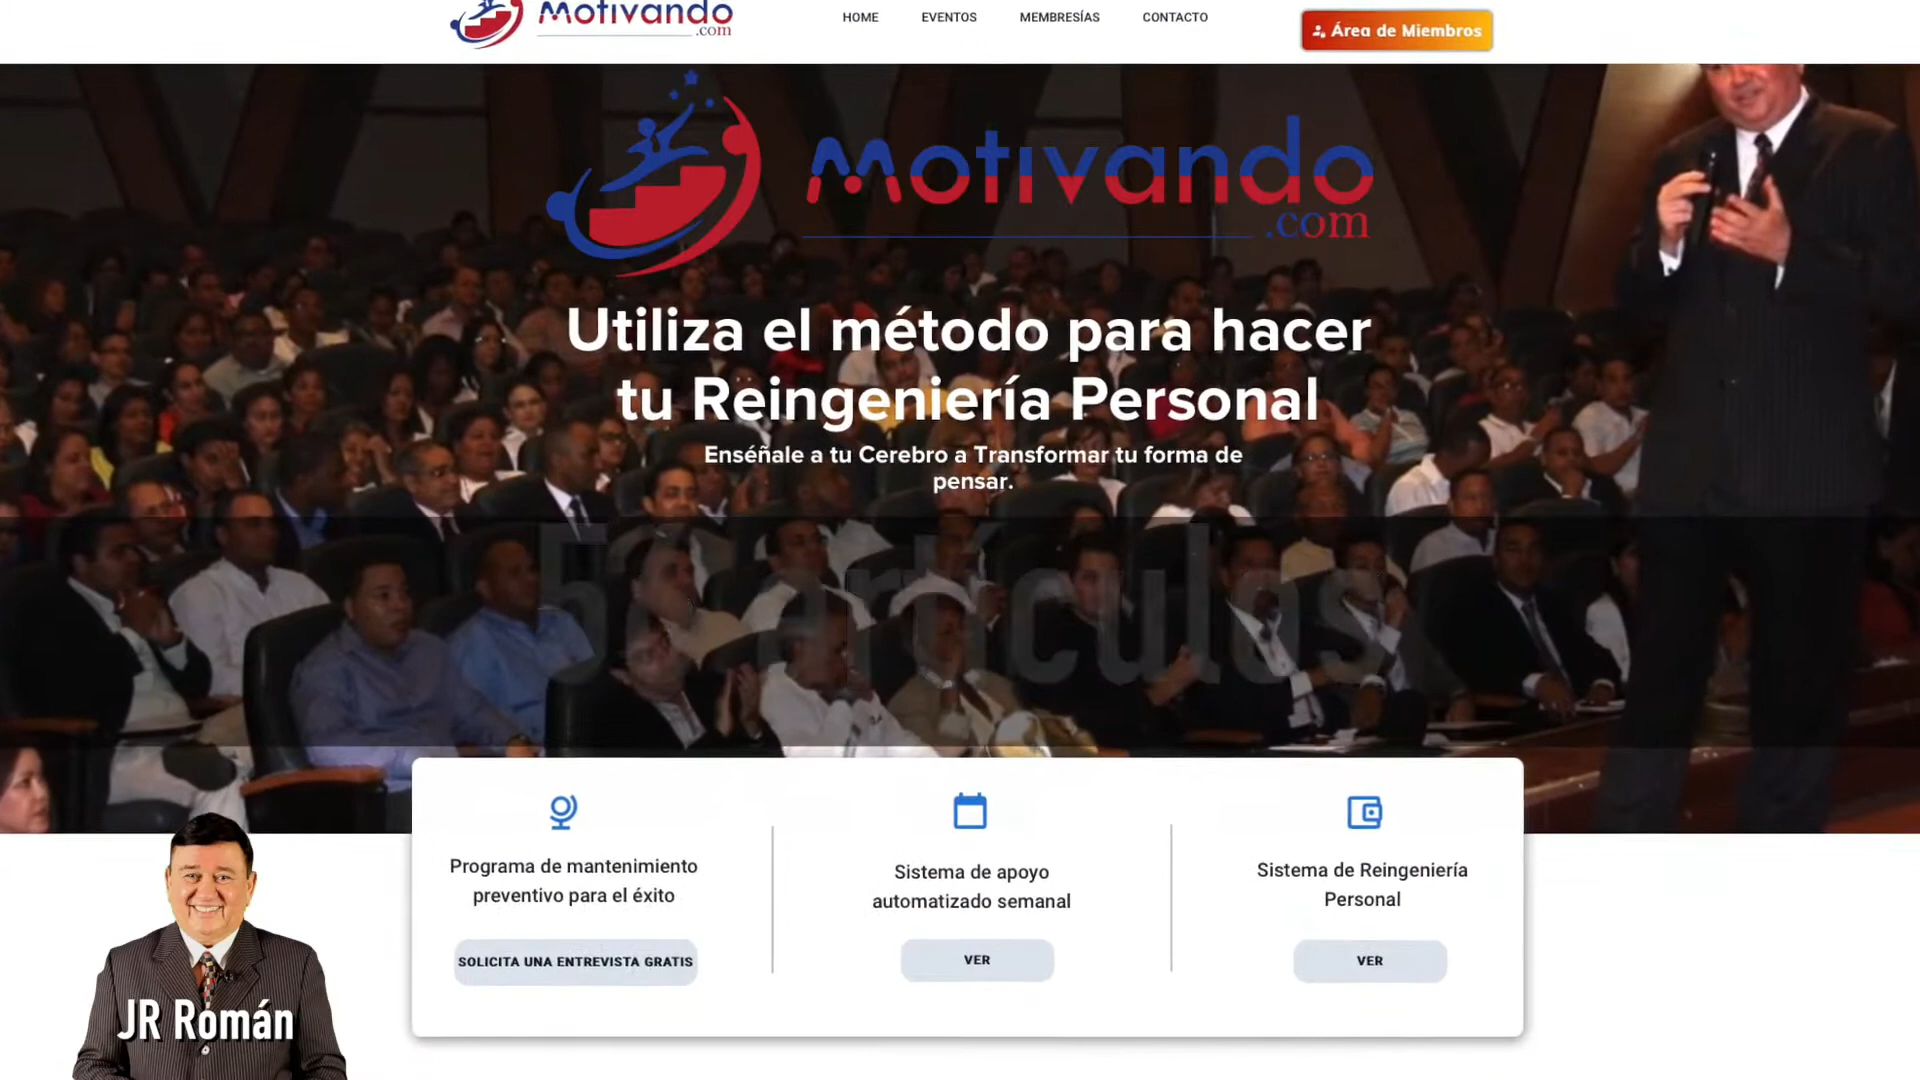 Motivando
.com
HOME
EVENTOS
MEMBRESÍAS
CONTACTO
Área de Miembros
Motivando
.com
Utiliza el método para hacer
tu Reingeniería Personal
Enséñale a tu Cerebro a Transformar tu forma de
pensar.
artículos
Programa de mantenimiento
preventivo para el éxito
SOLICITA UNA ENTREVISTA GRATIS
Sistema de apoyo
automatizado semanal
VER
Sistema de Reingeniería
Personal
VER
JR Román